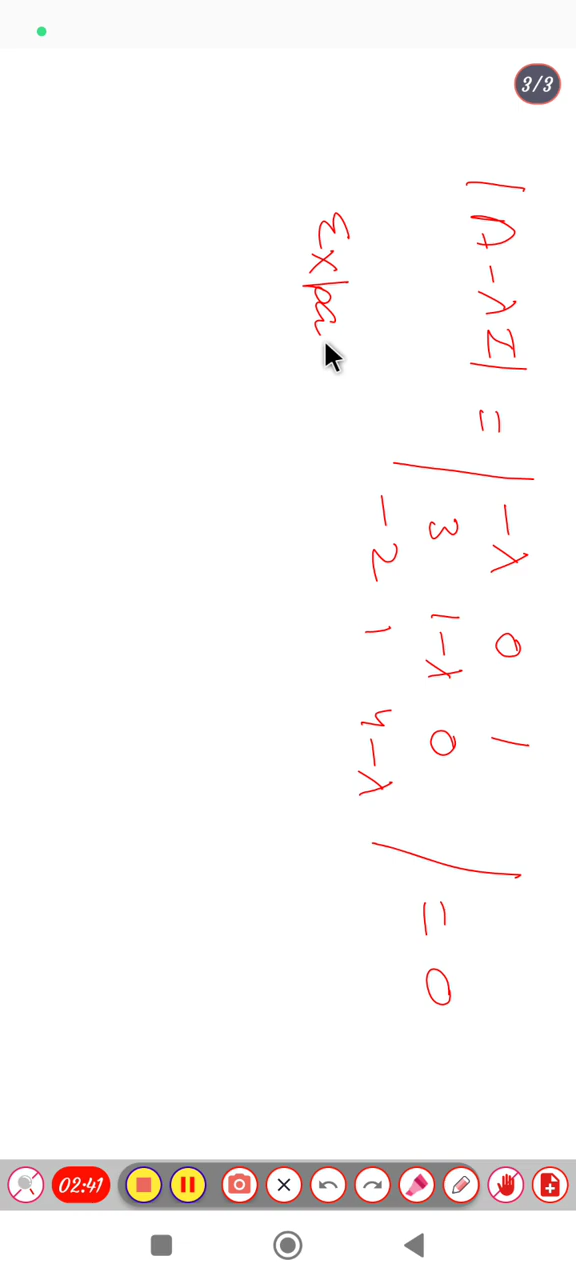 3/3
|A-λI| = | -λ 0 1
3 1-λ 0
-2 1 4-λ | = 0
Expa
02:41